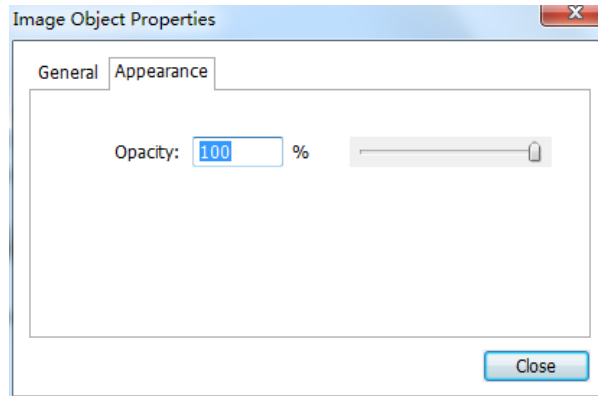 Image Object Properties
General Appearance
Opacity: 100 %
Close